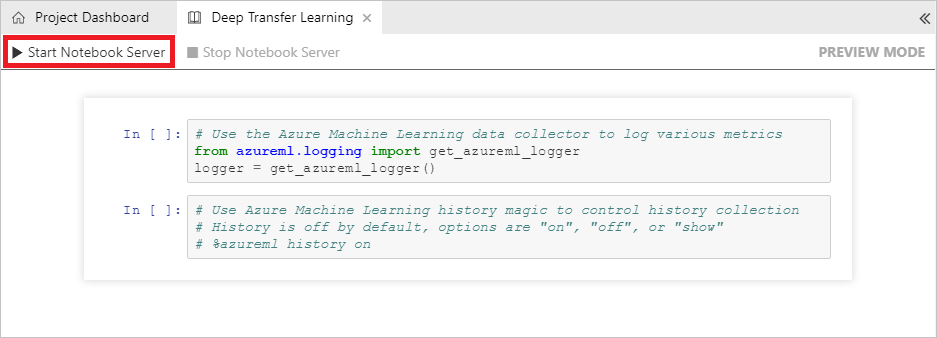 Project Dashboard Deep Transfer Learning
Start Notebook Server Stop Notebook Server PREVIEW MODE
In [ ]: # Use the Azure Machine Learning data collector to log various metrics
from azureml.logging import get_azureml_logger
logger = get_azureml_logger()
In [ ]: # Use Azure Machine Learning history magic to control history collection
# History is off by default, options are "on", "off", or "show"
# %azureml history on